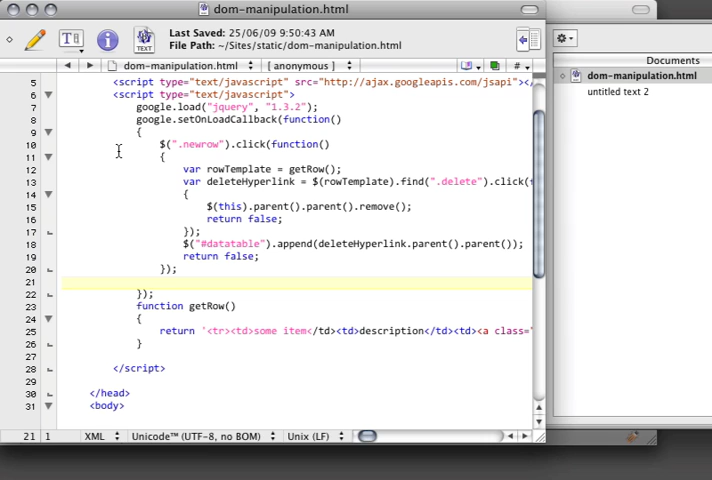 dom-manipulation.html
Last Saved: 25/06/09 9:50:43 AM
File Path: ~/Sites/static/dom-manipulation.html
TEXT
dom-manipulation.html
[ anonymous ]
#
Documents
dom-manipulation.html
untitled text 2
5 <script type="text/javascript" src="http://ajax.googleapis.com/jsapi"></
6 <script type="text/javascript">
7 google.load("jquery", "1.3.2");
8 google.setOnLoadCallback(function()
9 {
10 $(".newrow").click(function()
11 {
12 var rowTemplate = getRow();
13 var deleteHyperlink = $(rowTemplate).find(".delete").click(f
14 {
15 $(this).parent().parent().remove();
16 return false;
17 });
18 $("#datatable").append(deleteHyperlink.parent().parent());
19 return false;
20 });
21
22 });
23 function getRow()
24 {
25 return '<tr><td>some item</td><td>description</td><td><a class="
26 }
27
28 </script>
29
30 </head>
31 <body>
21 1 XML Unicode™ (UTF-8, no BOM) Unix (LF)